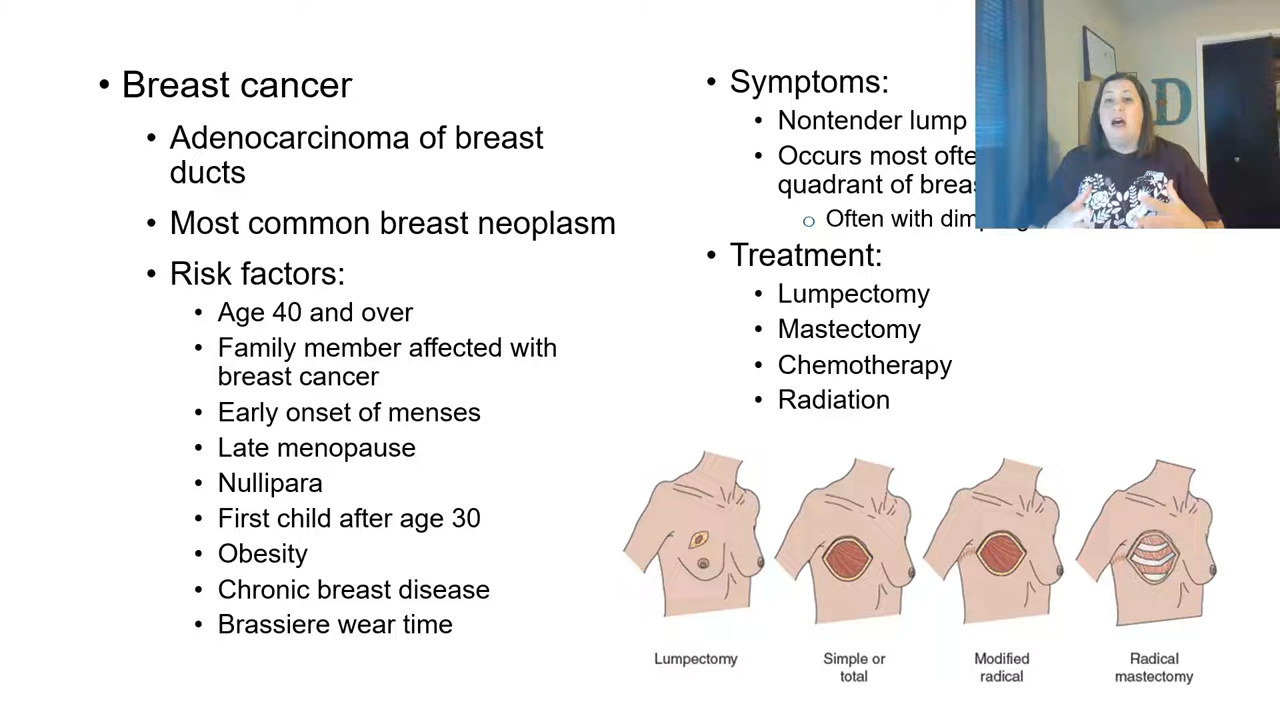 • Breast cancer
• Adenocarcinoma of breast
ducts
• Most common breast neoplasm
• Risk factors:
• Age 40 and over
• Family member affected with
breast cancer
• Early onset of menses
• Late menopause
• Nullipara
• First child after age 30
• Obesity
• Chronic breast disease
• Brassiere wear time
• Symptoms:
• Nontender lump
• Occurs most
quadrant of
o Often with
• Treatment:
• Lumpectomy
• Mastectomy
• Chemotherapy
• Radiation
Lumpectomy
Simple or
total
Modified
radical
Radical
mastectomy
D